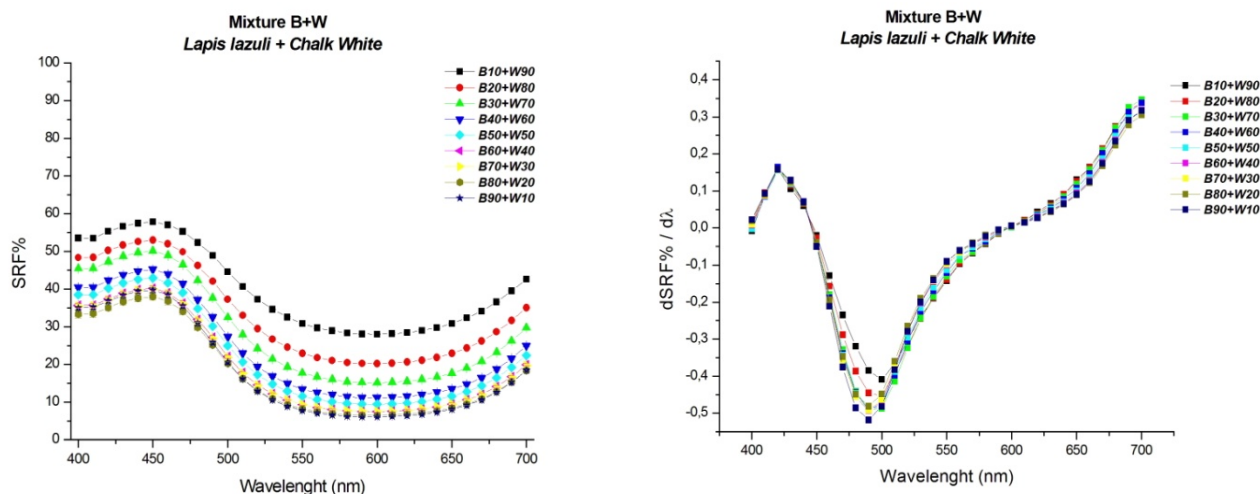 Mixture B+W
Lapis lazuli + Chalk White
SRF%
100
90
80
70
60
50
40
30
20
10
0
B10+W90
B20+W80
B30+W70
B40+W60
B50+W50
B60+W40
B70+W30
B80+W20
B90+W10
400 450 500 550 600 650 700
Wavelenght (nm)
Mixture B+W
Lapis lazuli + Chalk White
dSRF% / dλ
0,4
0,3
0,2
0,1
0,0
-0,1
-0,2
-0,3
-0,4
-0,5
B10+W90
B20+W80
B30+W70
B40+W60
B50+W50
B60+W40
B70+W30
B80+W20
B90+W10
400 450 500 550 600 650 700
Wavelenght (nm)